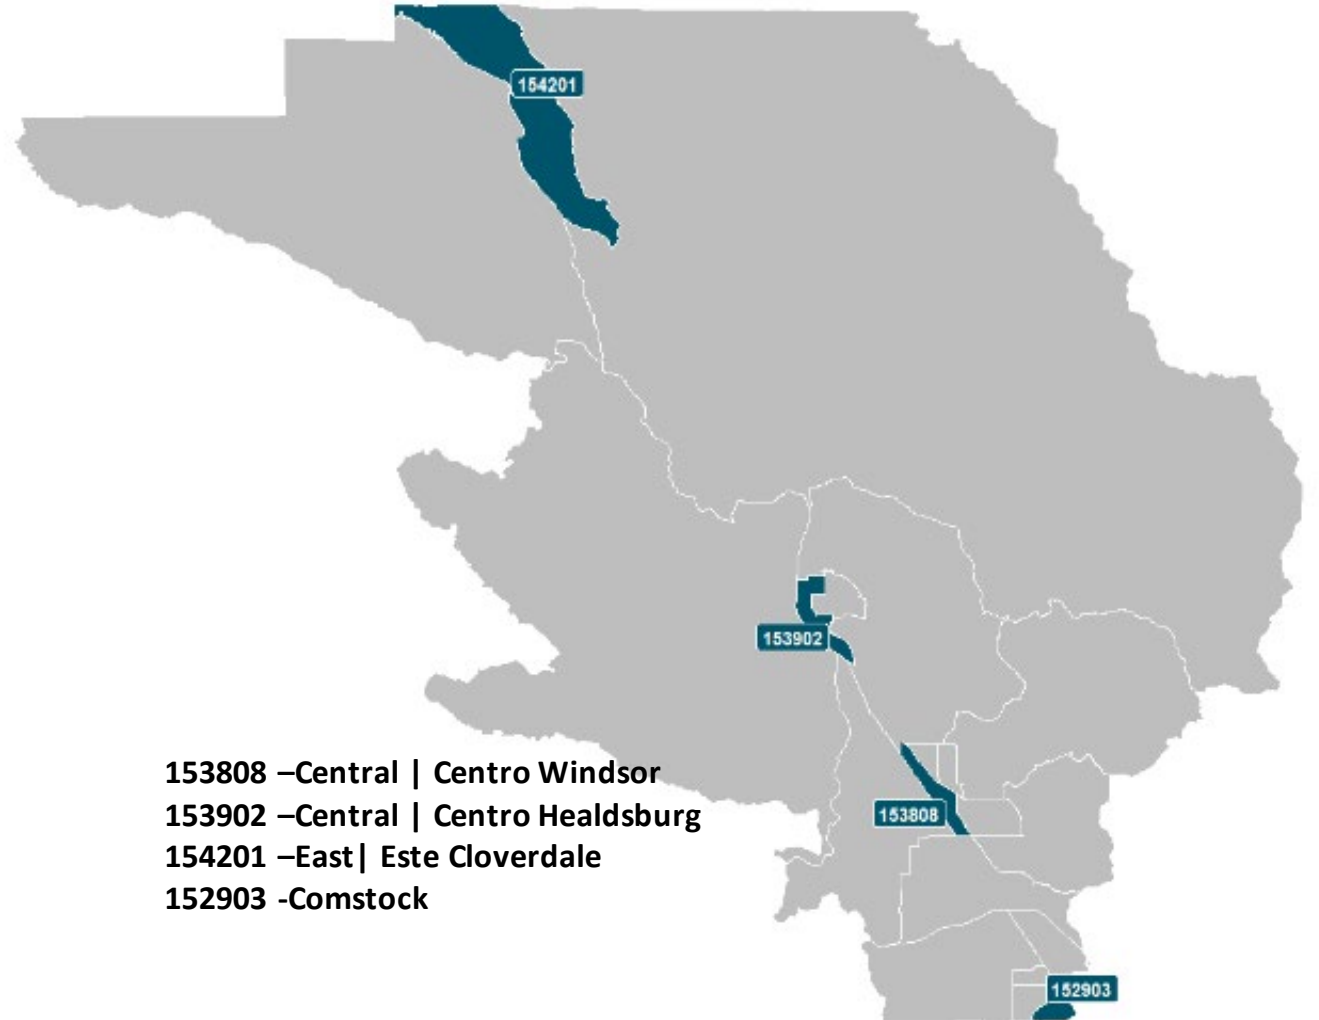 154201
153902
153808 –Central | Centro Windsor
153902 –Central | Centro Healdsburg
154201 –East| Este Cloverdale
152903 -Comstock
153808
152903